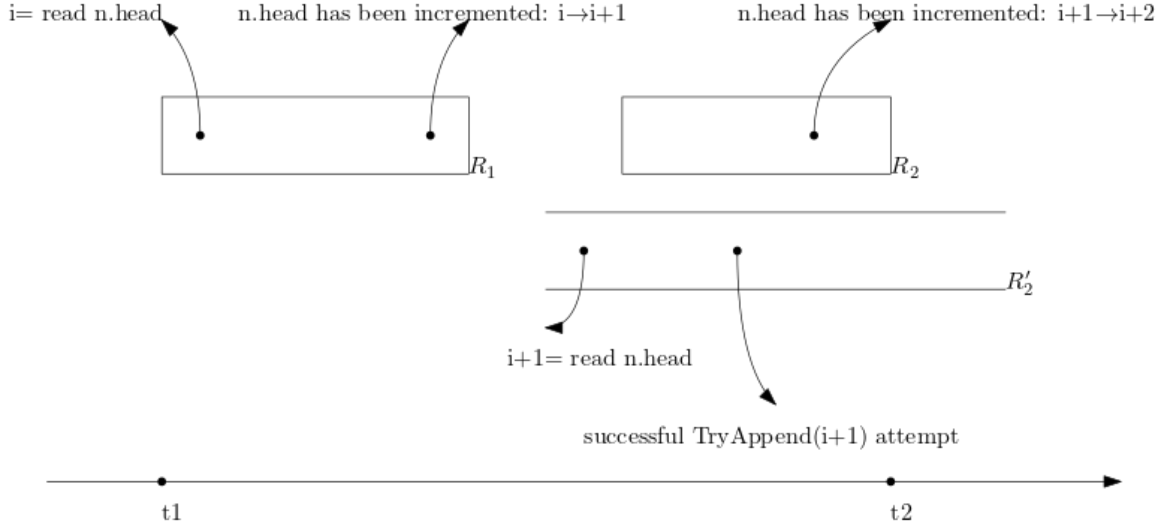 i= read n.head
n.head has been incremented: i→i+1
n.head has been incremented: i+1→i+2
R₁
R₂
R′₂
i+1= read n.head
successful TryAppend(i+1) attempt
t1
t2